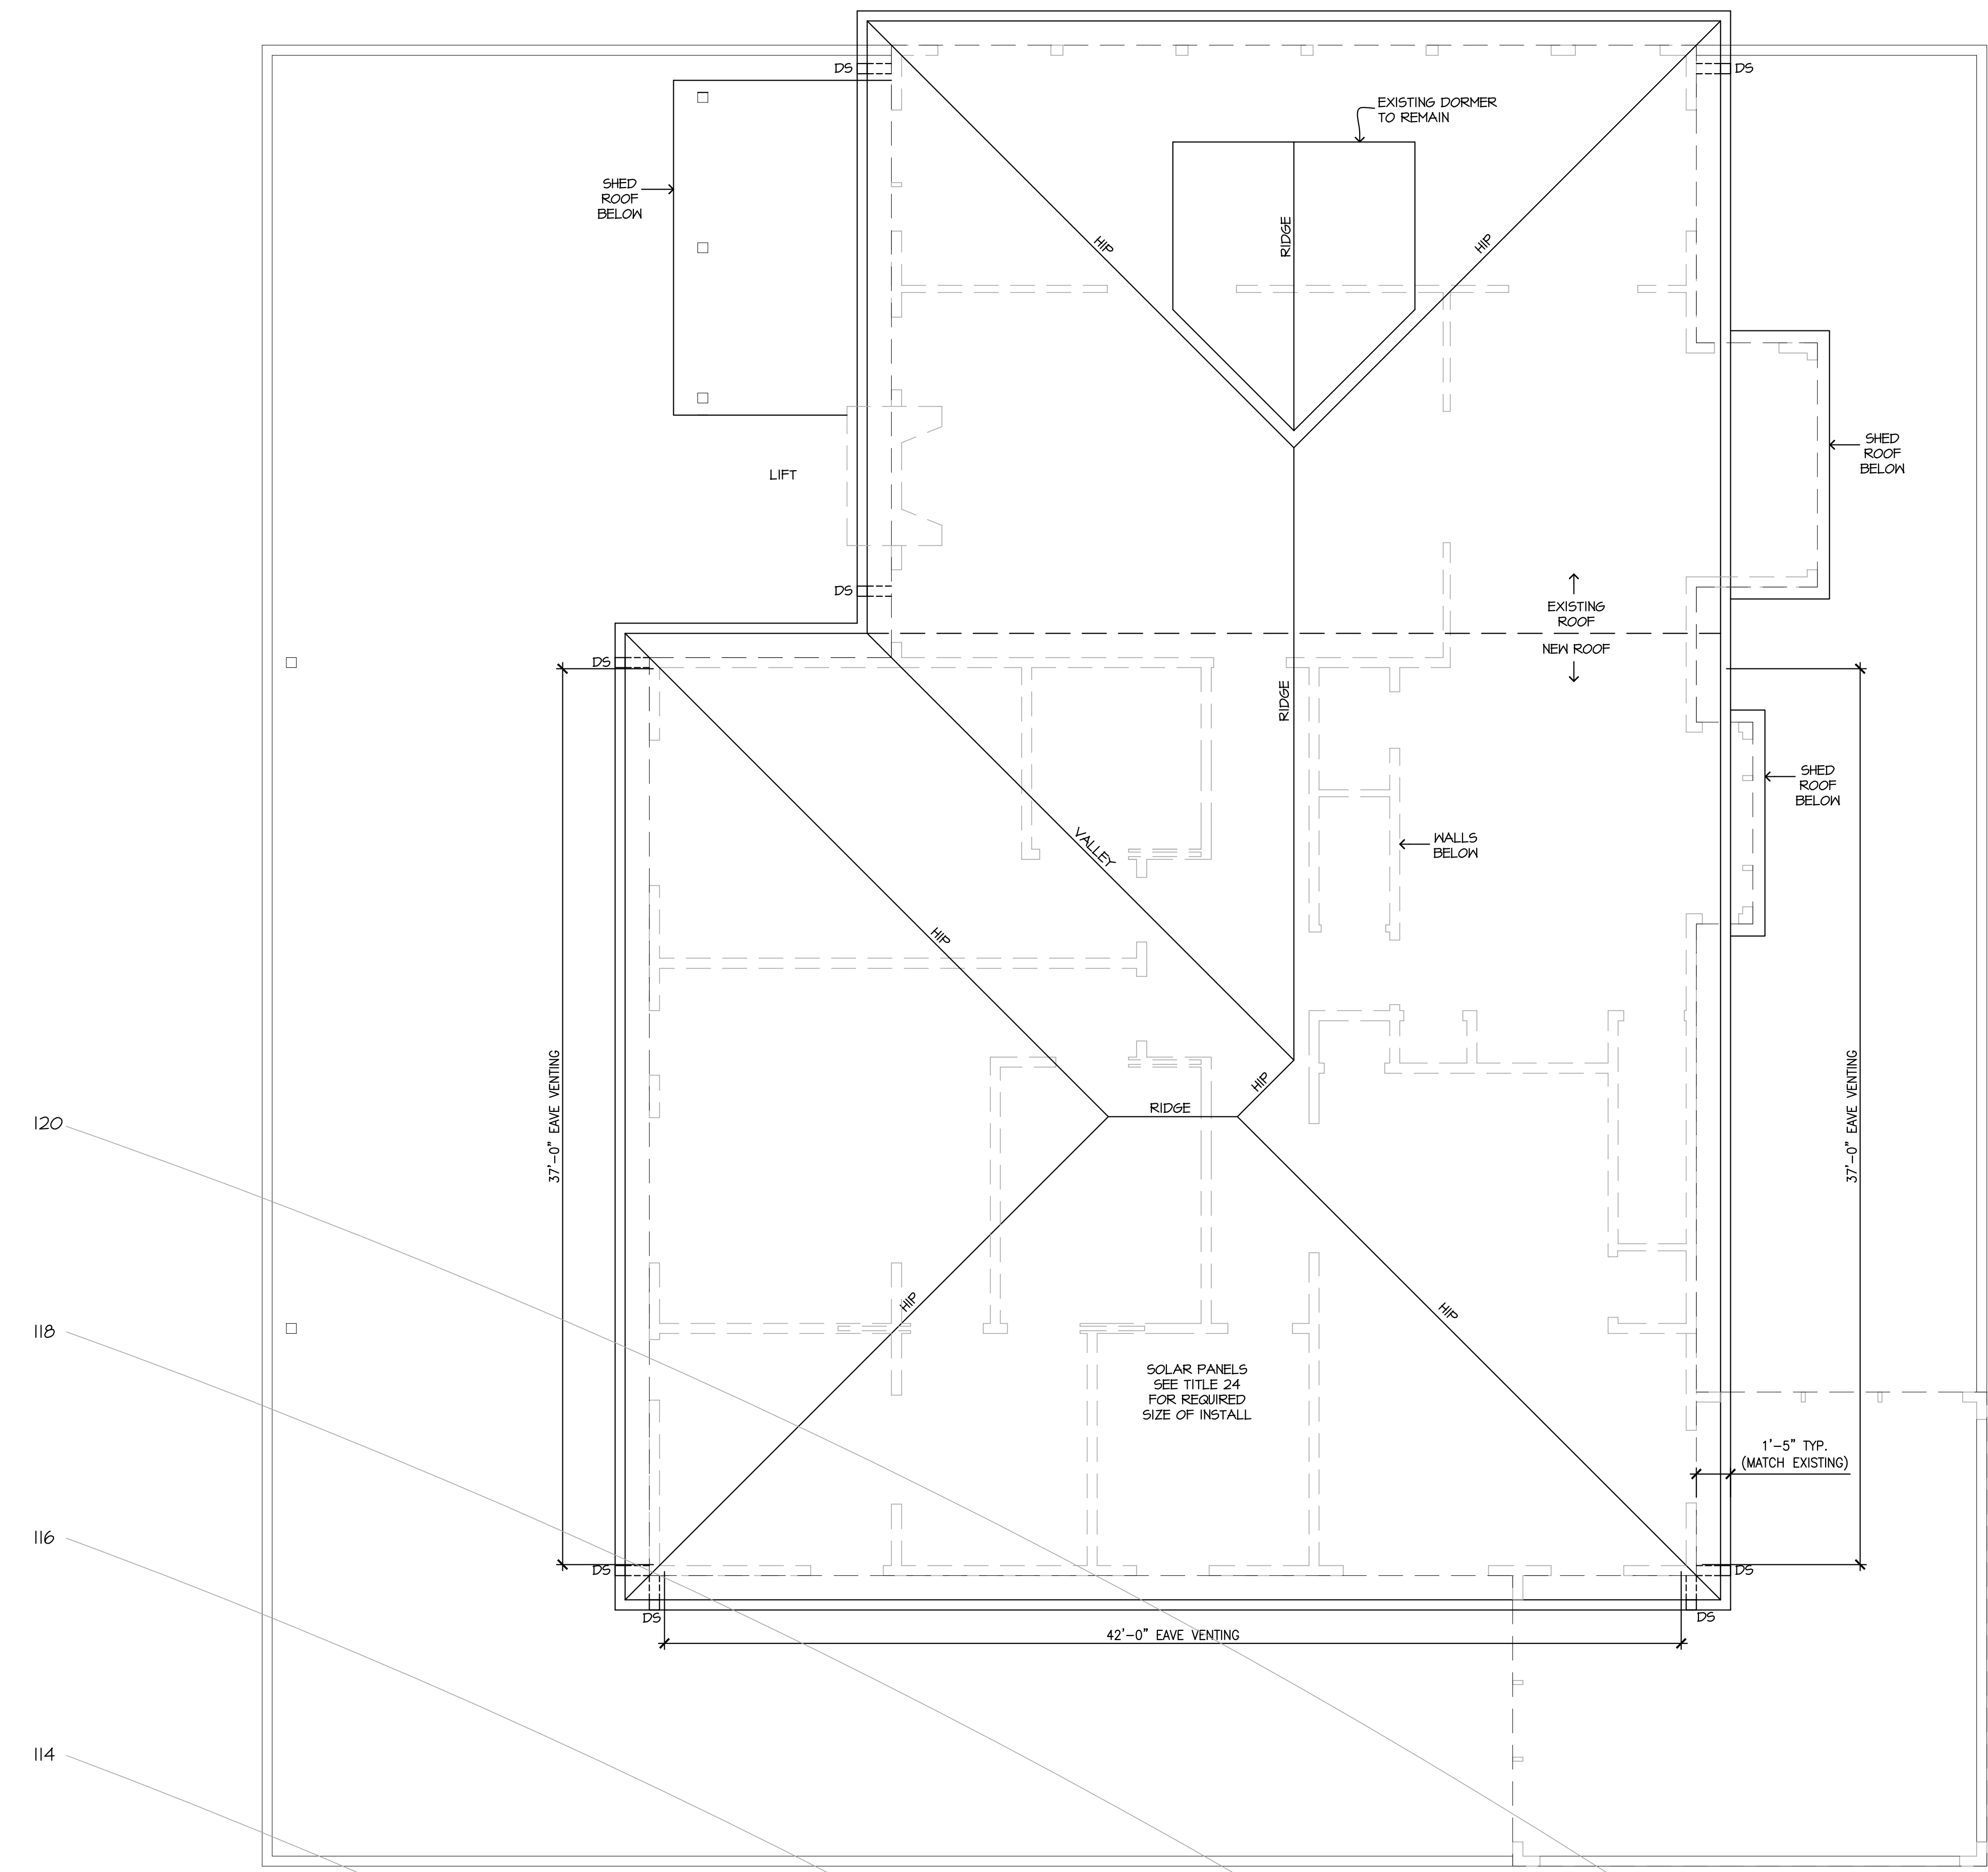 DS
DS
EXISTING DORMER
TO REMAIN
SHED
ROOF
BELOW
HIP
RIDGE
HIP
SHED
ROOF
BELOW
LIFT
DS
EXISTING
ROOF
NEW ROOF
DS
RIDGE
SHED
ROOF
BELOW
VALLEY
WALLS
BELOW
HIP
37'-0" EAVE VENTING
37'-0" EAVE VENTING
HIP
RIDGE
120
HIP
HIP
118
SOLAR PANELS
SEE TITLE 24
FOR REQUIRED
SIZE OF INSTALL
1'-5" TYP.
(MATCH EXISTING)
116
DS
DS
DS
DS
42'-0" EAVE VENTING
114